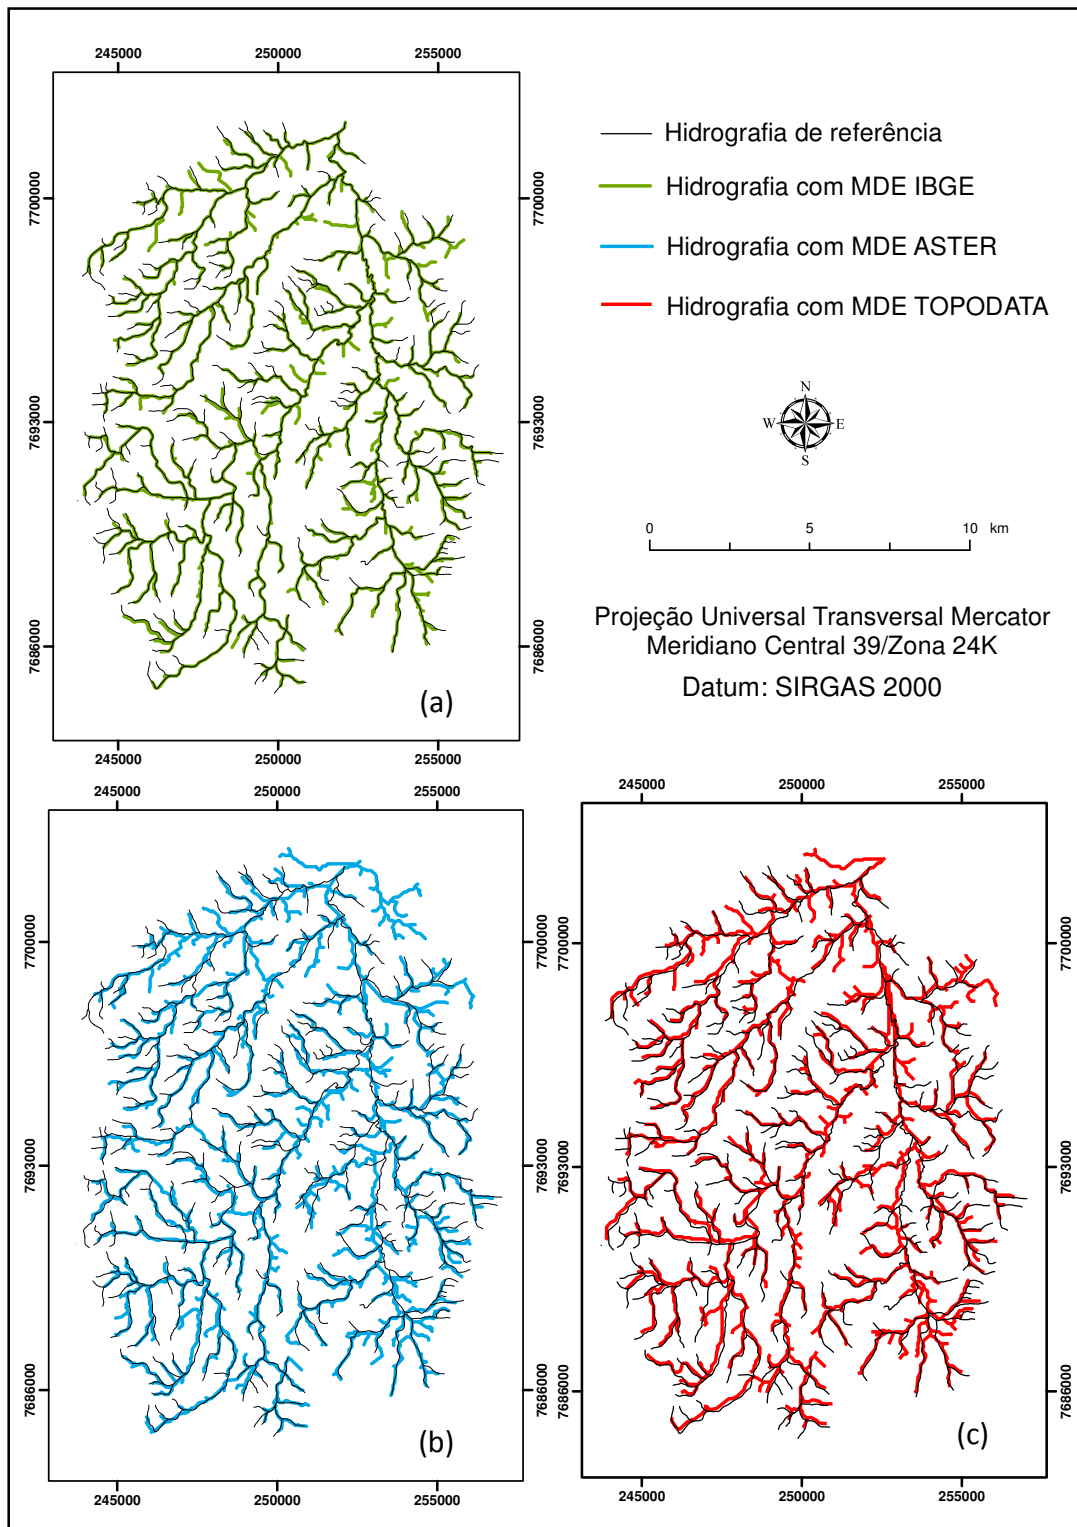 245000 250000 255000
7700000 7700000
7693000 7693000
7686000 7686000
(a)
245000 250000 255000
Hidrografia de referência
Hidrografia com MDE IBGE
Hidrografia com MDE ASTER
Hidrografia com MDE TOPODATA
N
W E
S
0 5 10 km
Projeção Universal Transversal Mercator
Meridiano Central 39/Zona 24K
Datum: SIRGAS 2000
245000 250000 255000
7700000 7700000
7693000 7693000
7686000 7686000
(b)
245000 250000 255000
245000 250000 255000
7700000 7700000
7693000 7693000
7686000 7686000
(c)
245000 250000 255000